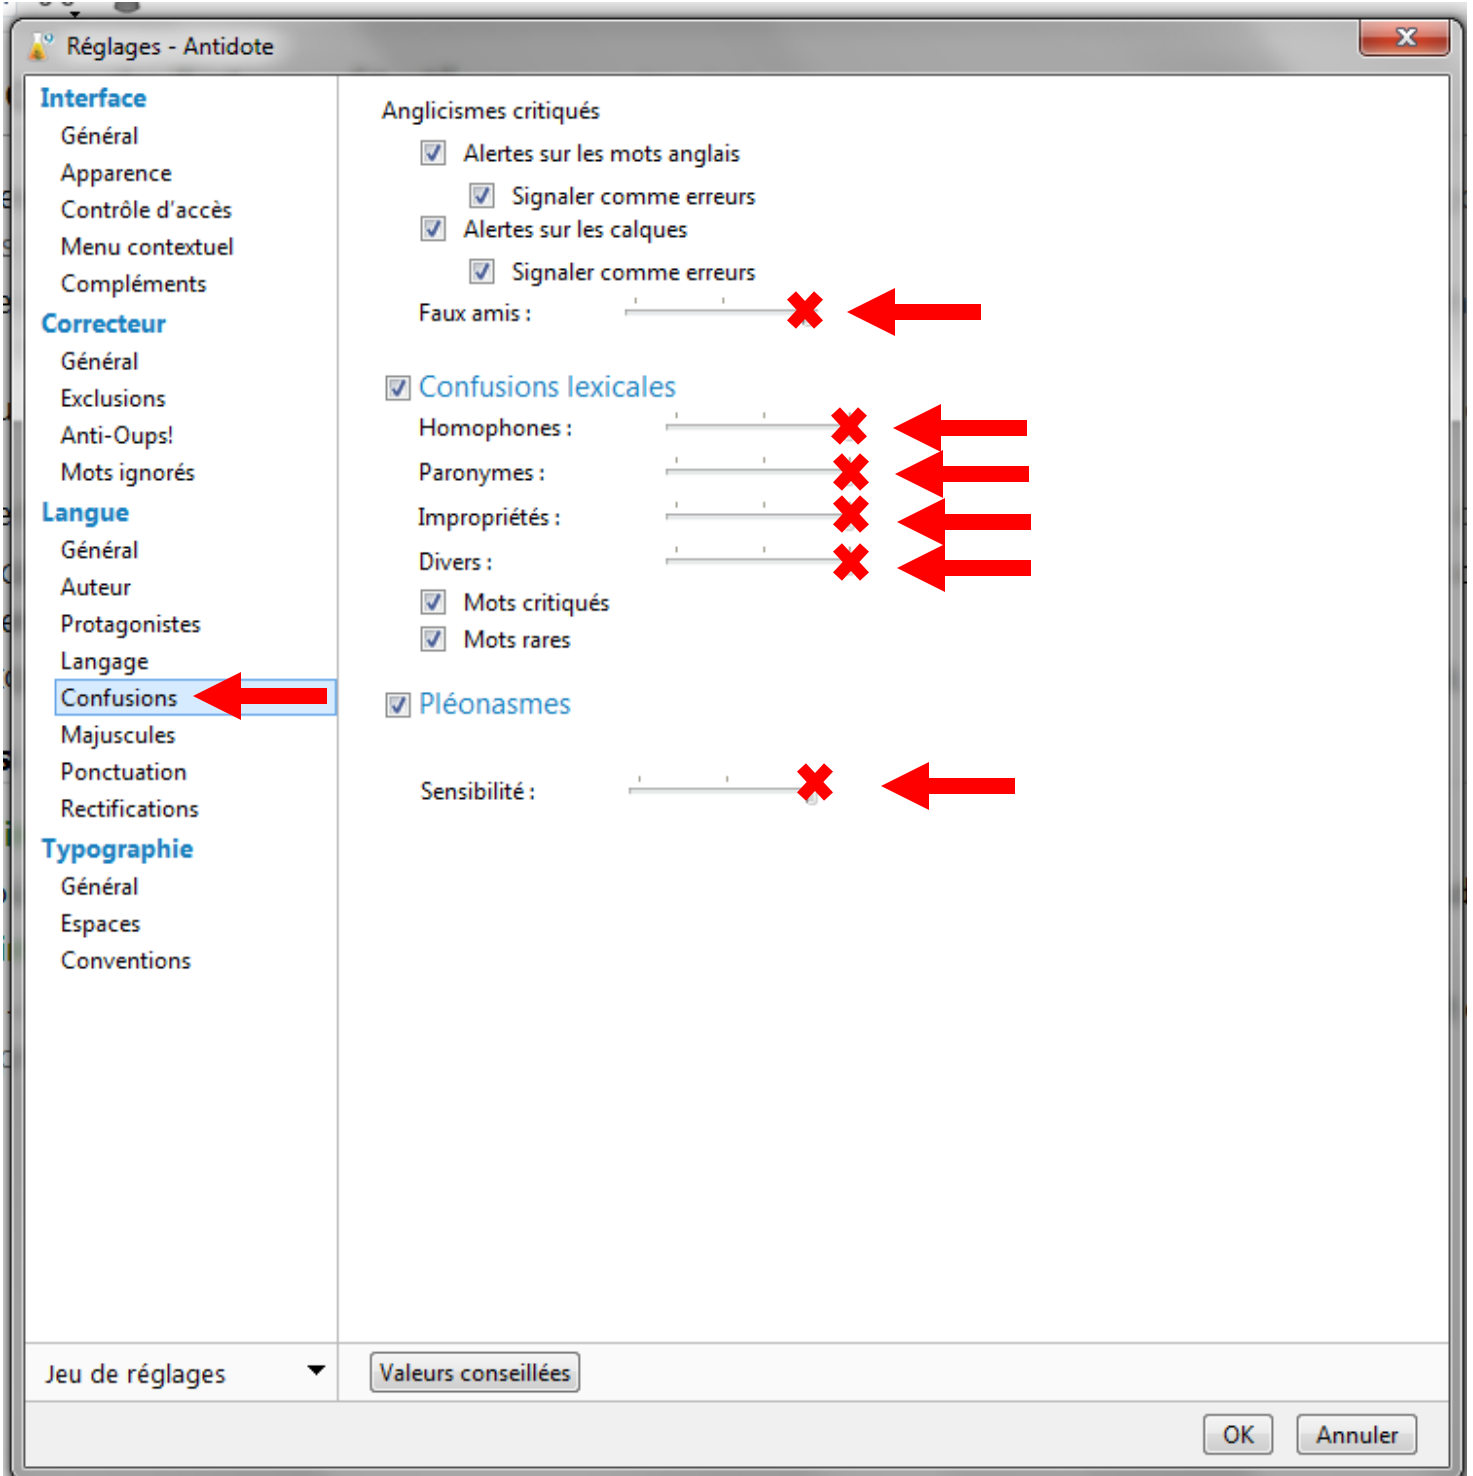 Réglages - Antidote
Interface
Général
Apparence
Contrôle d'accès
Menu contextuel
Compléments
Correcteur
Général
Exclusions
Anti-Oups!
Mots ignorés
Langue
Général
Auteur
Protagonistes
Langage
Confusions
Majuscules
Ponctuation
Rectifications
Typographie
Général
Espaces
Conventions
Jeu de réglages
Anglicismes critiqués
Alertes sur les mots anglais
Signaler comme erreurs
Alertes sur les calques
Signaler comme erreurs
Faux amis :
Confusions lexicales
Homophones :
Paronymes :
Impropriétés :
Divers :
Mots critiqués
Mots rares
Pléonasmes
Sensibilité :
Valeurs conseillées
OK
Annuler